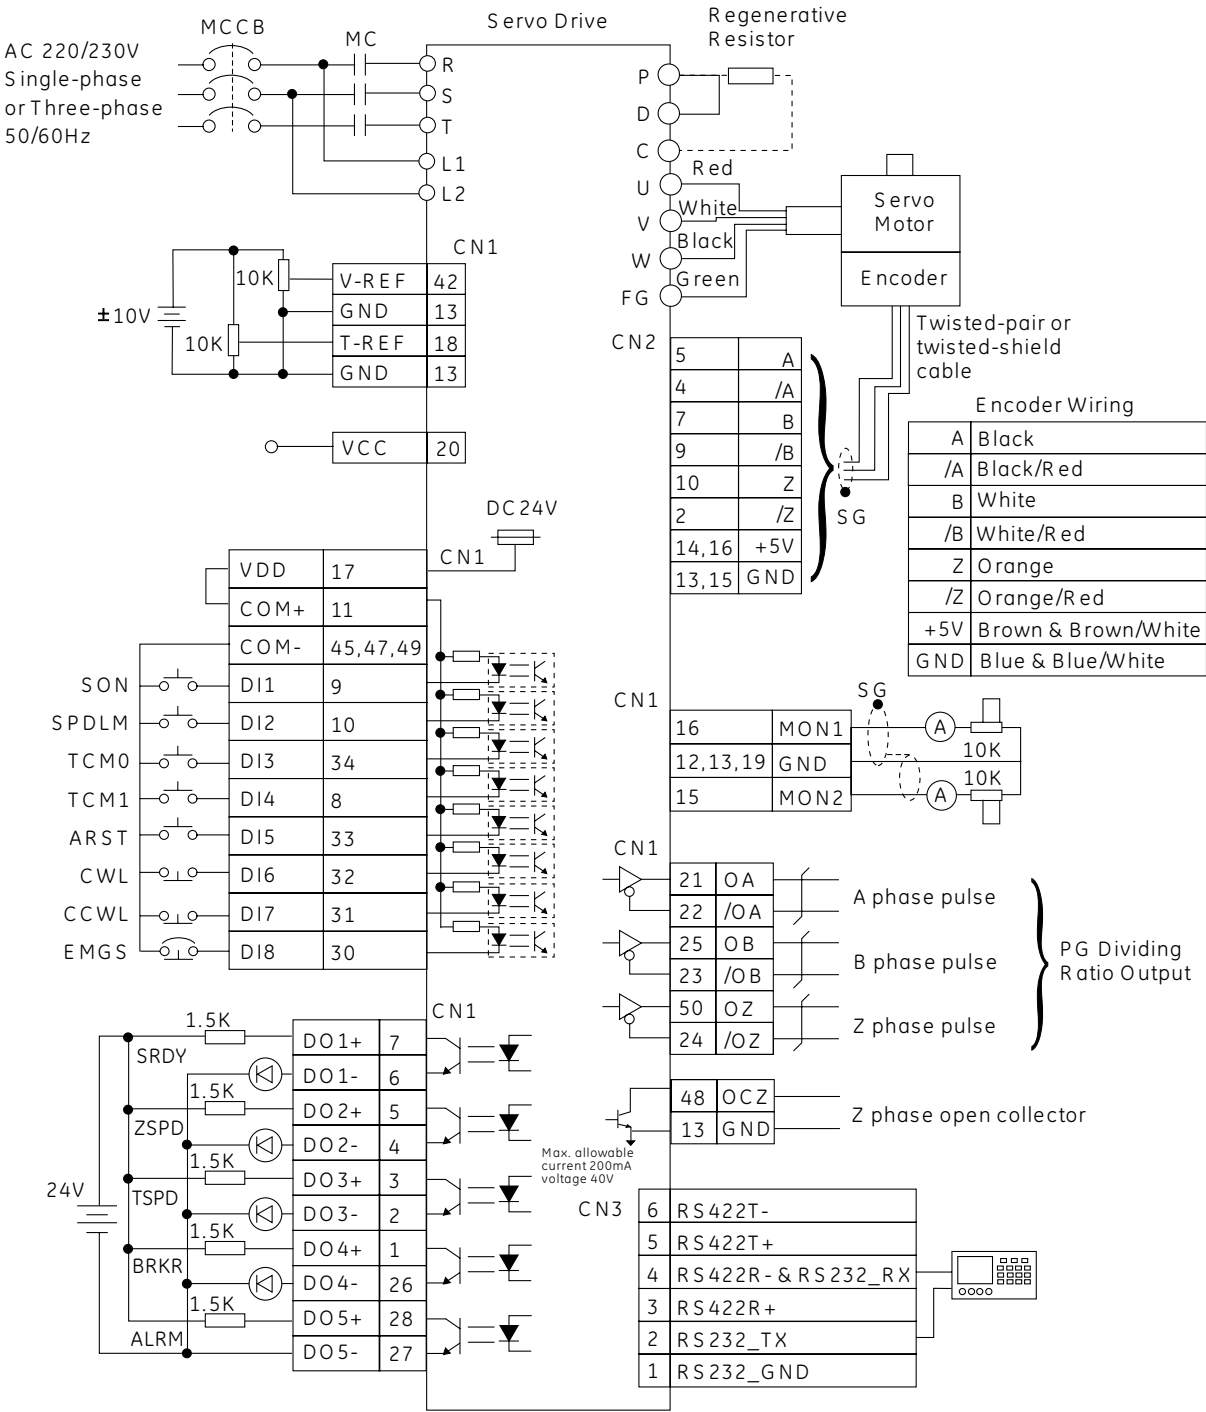 Servo Drive
Regenerative
Resistor
MCCB
MC
AC 220/230V
Single-phase
or Three-phase
50/60Hz
R
S
T
L1
L2
P
D
C
U
V
W
FG
Red
White
Black
Green
Servo
Motor
Encoder
Twisted-pair or
twisted-shield
cable
CN1
10K
10K
±10V
V-REF 42
GND 13
T-REF 18
GND 13
VCC 20
CN2
5 A
4 /A
7 B
9 /B
10 Z
2 /Z
14,16 +5V
13,15 GND
SG
Encoder Wiring
A Black
/A Black/Red
B White
/B White/Red
Z Orange
/Z Orange/Red
+5V Brown & Brown/White
GND Blue & Blue/White
DC24V
CN1
VDD 17
COM+ 11
COM- 45,47,49
SON DI1 9
SPDLM DI2 10
TCM0 DI3 34
TCM1 DI4 8
ARST DI5 33
CWL DI6 32
CCWL DI7 31
EMGS DI8 30
CN1
SG
16 MON1
12,13,19 GND
15 MON2
A
10K
10K
A
CN1
21 OA
22 /OA
25 OB
23 /OB
50 OZ
24 /OZ
A phase pulse
B phase pulse
Z phase pulse
PG Dividing
Ratio Output
48 OCZ
13 GND
Z phase open collector
Max. allowable
current 200mA
voltage 40V
CN1
24V
1.5K
SRDY
1.5K
ZSPD
1.5K
TSPD
1.5K
BRKR
1.5K
ALRM
DO1+ 7
DO1- 6
DO2+ 5
DO2- 4
DO3+ 3
DO3- 2
DO4+ 1
DO4- 26
DO5+ 28
DO5- 27
CN3
6 RS422T-
5 RS422T+
4 RS422R-&RS232_RX
3 RS422R+
2 RS232_TX
1 RS232_GND